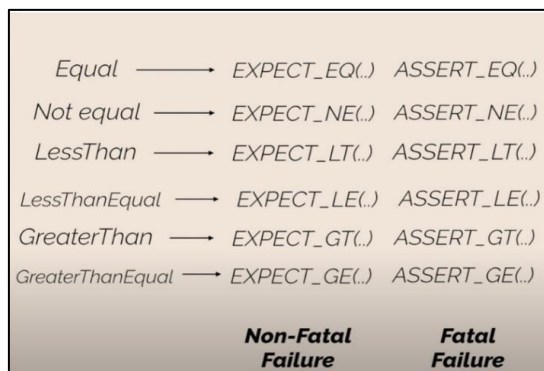 Equal EXPECT_EQ(..) ASSERT_EQ(..)
Not equal EXPECT_NE(..) ASSERT_NE(..)
LessThan EXPECT_LT(..) ASSERT_LT(..)
LessThanEqual EXPECT_LE(..) ASSERT_LE(..)
GreaterThan EXPECT_GT(..) ASSERT_GT(..)
GreaterThanEqual EXPECT_GE(..) ASSERT_GE(..)
Non-Fatal Fatal
Failure Failure